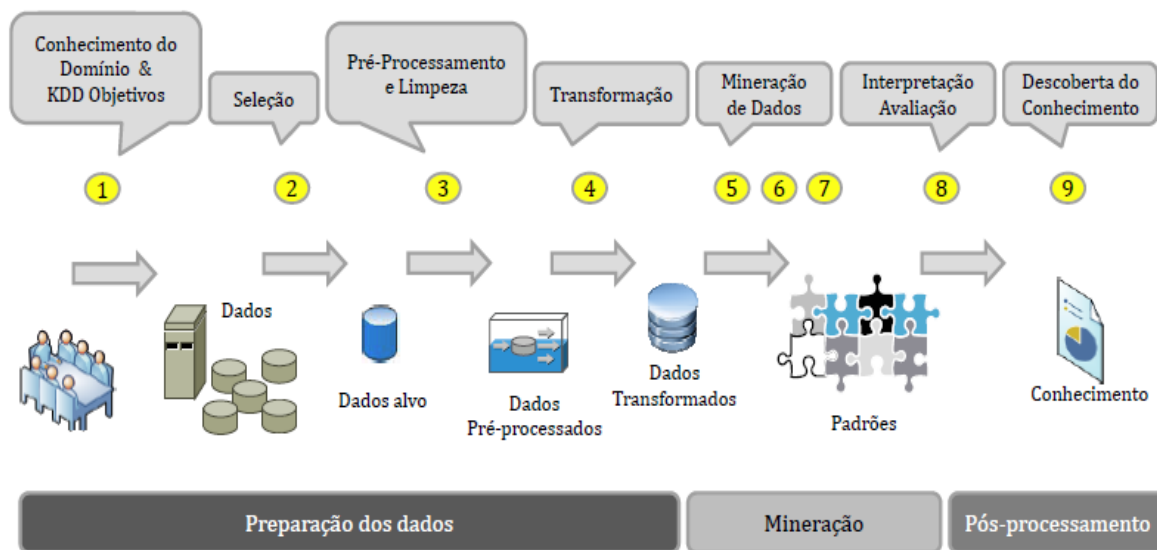 Conhecimento do
Domínio &
KDD Objetivos
Seleção
Pré-Processamento
e Limpeza
Transformação
Mineração
de Dados
Interpretação
Avaliação
Descoberta do
Conhecimento
1
2
3
4
5
6
7
8
9
Dados
Dados alvo
Dados
Pré-processados
Dados
Transformados
Padrões
Conhecimento
Preparação dos dados
Mineração
Pós-processamento